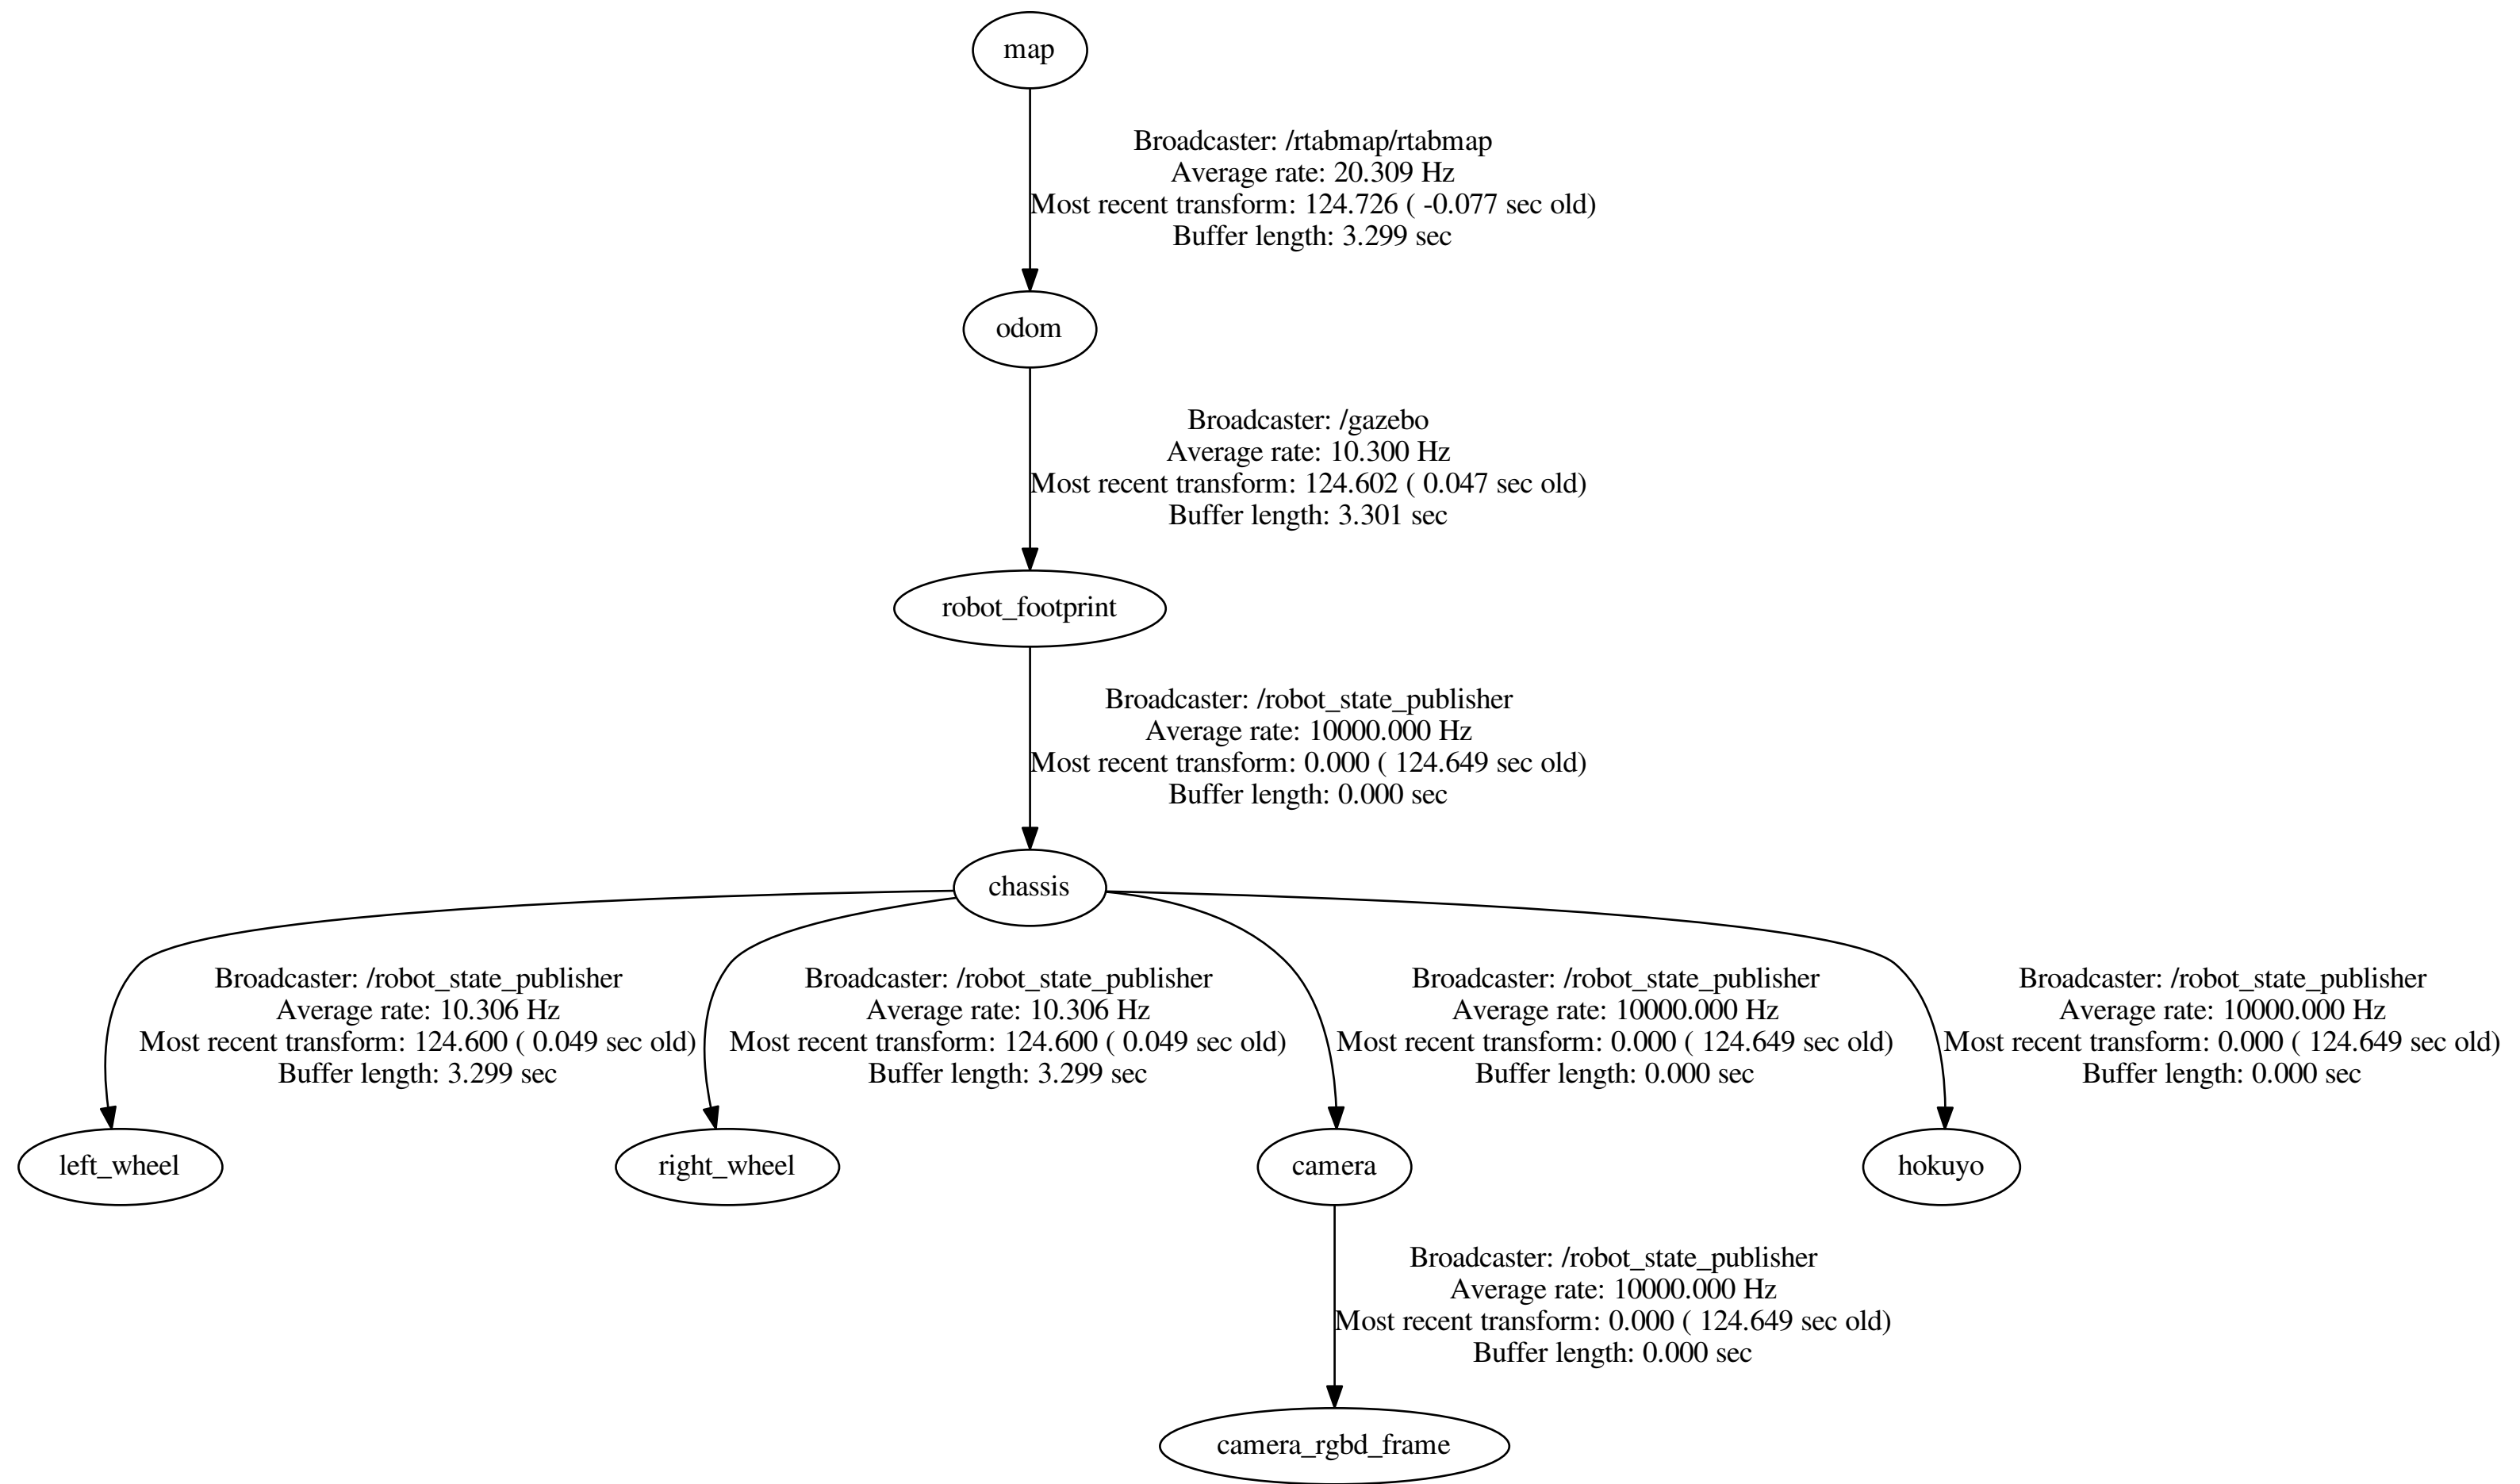 map
Broadcaster: /rtabmap/rtabmap
Average rate: 20.309 Hz
Most recent transform: 124.726 ( -0.077 sec old)
Buffer length: 3.299 sec
odom
Broadcaster: /gazebo
Average rate: 10.300 Hz
Most recent transform: 124.602 ( 0.047 sec old)
Buffer length: 3.301 sec
robot_footprint
Broadcaster: /robot_state_publisher
Average rate: 10000.000 Hz
Most recent transform: 0.000 ( 124.649 sec old)
Buffer length: 0.000 sec
chassis
Broadcaster: /robot_state_publisher
Average rate: 10.306 Hz
Most recent transform: 124.600 ( 0.049 sec old)
Buffer length: 3.299 sec
Broadcaster: /robot_state_publisher
Average rate: 10.306 Hz
Most recent transform: 124.600 ( 0.049 sec old)
Buffer length: 3.299 sec
Broadcaster: /robot_state_publisher
Average rate: 10000.000 Hz
Most recent transform: 0.000 ( 124.649 sec old)
Buffer length: 0.000 sec
Broadcaster: /robot_state_publisher
Average rate: 10000.000 Hz
Most recent transform: 0.000 ( 124.649 sec old)
Buffer length: 0.000 sec
left_wheel
right_wheel
camera
hokuyo
Broadcaster: /robot_state_publisher
Average rate: 10000.000 Hz
Most recent transform: 0.000 ( 124.649 sec old)
Buffer length: 0.000 sec
camera_rgbd_frame